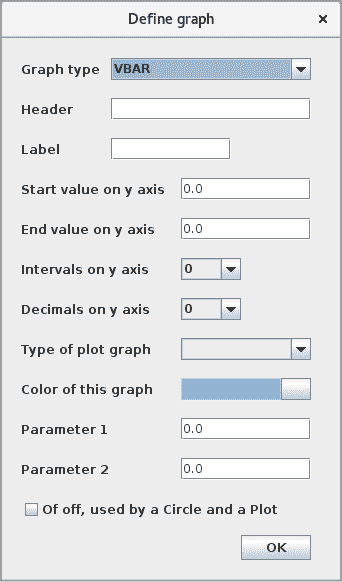 Define graph ×
Graph type VBAR
Header
Label
Start value on y axis 0.0
End value on y axis 0.0
Intervals on y axis 0
Decimals on y axis 0
Type of plot graph
Color of this graph
Parameter 1 0.0
Parameter 2 0.0
Of off, used by a Circle and a Plot
OK